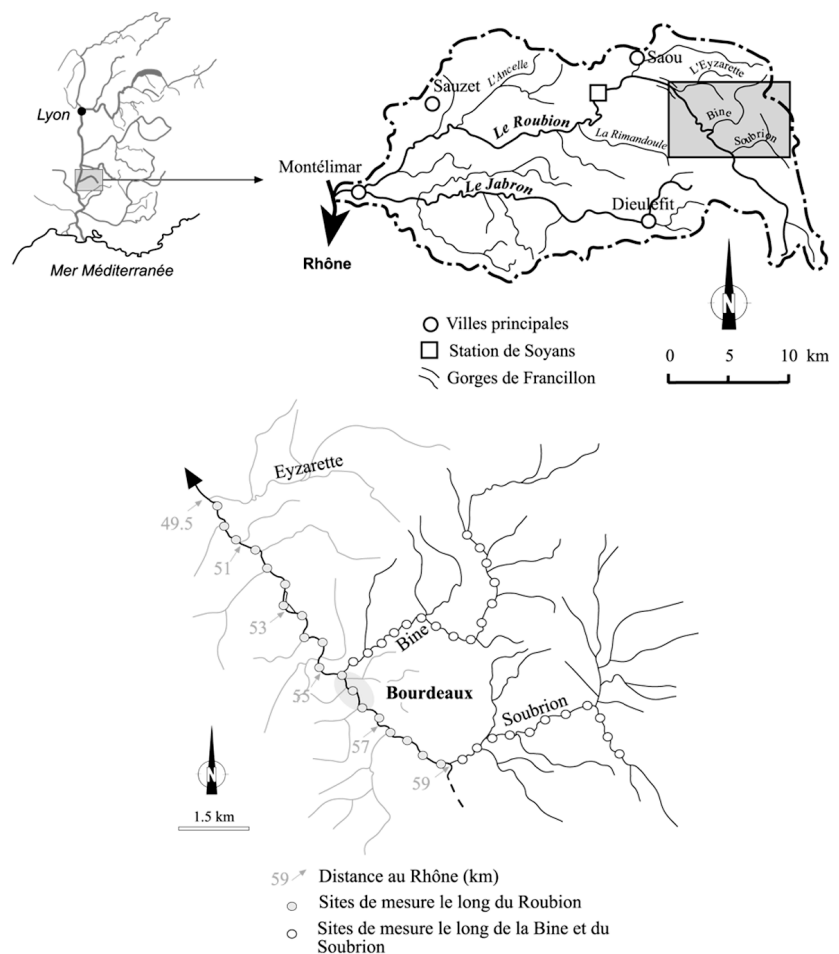 Lyon
Mer Méditerranée
Saou
L'Eyzarette
L'Ancelle
Sauzet
Bine
Le Roubion
Soubrion
La Rimandoule
Montélimar
Le Jabron
Dieulefit
Rhône
N
Villes principales
Station de Soyans
Gorges de Francillon
0 5 10 km
Eyzarette
49.5
51
53
Bine
55
Bourdeaux
Soubrion
57
59
N
1.5 km
59 Distance au Rhône (km)
Sites de mesure le long du Roubion
Sites de mesure le long de la Bine et du
Soubrion